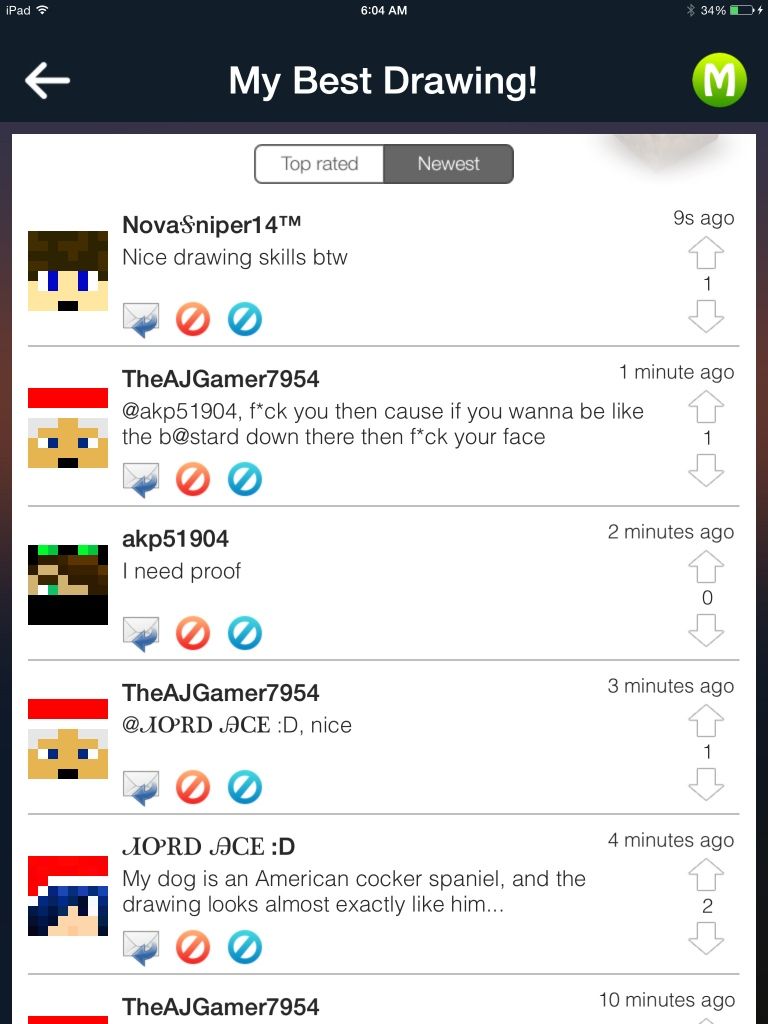 iPad 6:04 AM 34%
My Best Drawing!
M
Top rated Newest
NovaSniper14™ 9s ago
Nice drawing skills btw
1
TheAJGamer7954 1 minute ago
@akp51904, f*ck you then cause if you wanna be like
the b@stard down there then f*ck your face
1
akp51904 2 minutes ago
I need proof
0
TheAJGamer7954 3 minutes ago
:D, nice
1
:D 4 minutes ago
My dog is an American cocker spaniel, and the
drawing looks almost exactly like him...
2
TheAJGamer7954 10 minutes ago